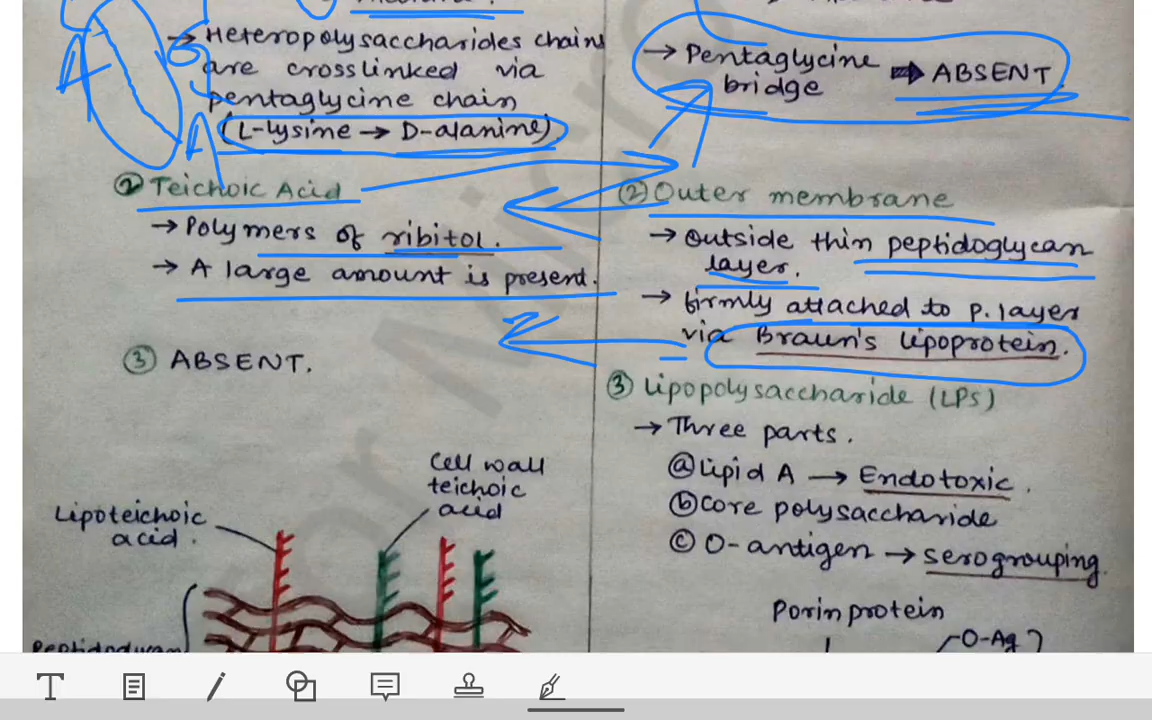 → Heteropolysaccharides chains
are crosslinked via
pentaglycine chain
(L-lysine → D-alanine)
② Teichoic Acid
→ Polymers of ribitol.
→ A large amount is present.
③ ABSENT.
Cell wall
teichoic
acid
Lipoteichoic
acid.
→ Pentaglycine
bridge ➡ ABSENT
② Outer membrane
→ Outside thin peptidoglycan
layer.
→ firmly attached to p. layer
via Braun's lipoprotein.
③ Lipopolysaccharide (LPs)
→ Three parts.
ⓐ Lipid A → Endotoxic.
ⓑ Core polysaccharide
ⓒ O-antigen → serogrouping.
Porin protein
O-Ag
T